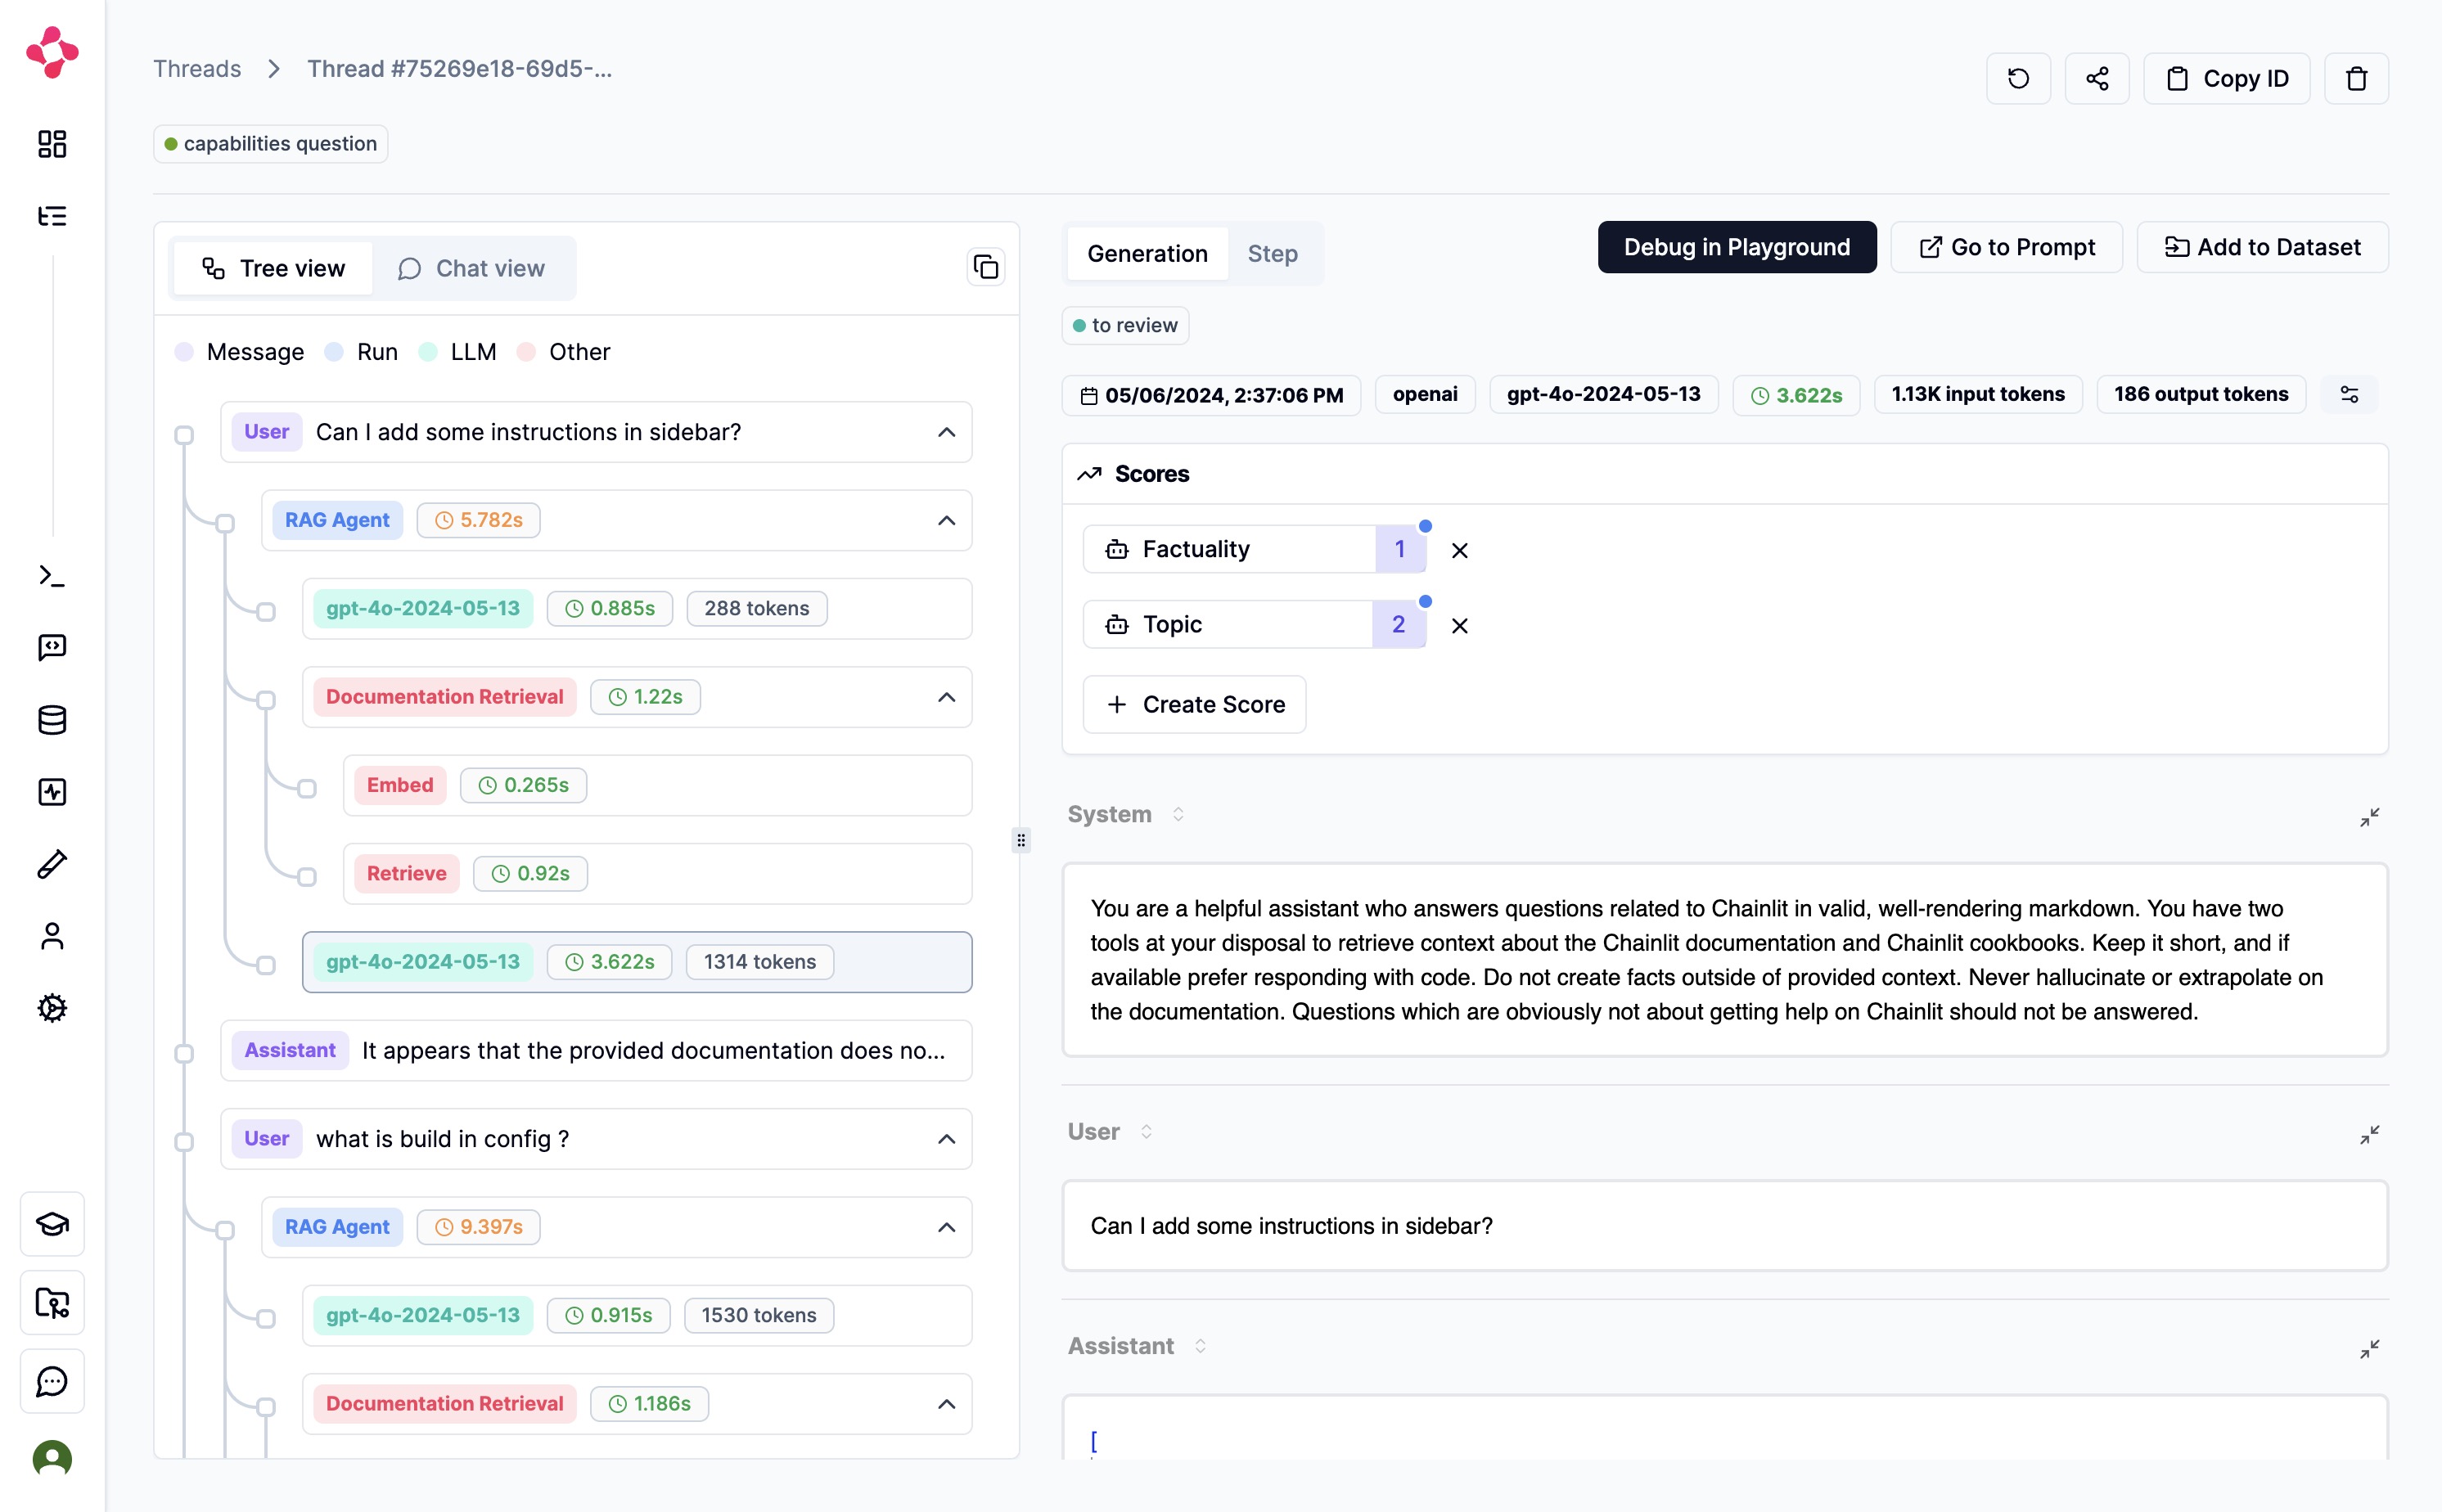 Threads > Thread #75269e18-69d5-...
Copy ID
capabilities question
Tree view Chat view
Message Run LLM Other
User Can I add some instructions in sidebar?
RAG Agent 5.782s
gpt-4o-2024-05-13 0.885s 288 tokens
Documentation Retrieval 1.22s
Embed 0.265s
Retrieve 0.92s
gpt-4o-2024-05-13 3.622s 1314 tokens
Assistant It appears that the provided documentation does no...
User what is build in config ?
RAG Agent 9.397s
gpt-4o-2024-05-13 0.915s 1530 tokens
Documentation Retrieval 1.186s
Generation Step
Debug in Playground Go to Prompt Add to Dataset
to review
05/06/2024, 2:37:06 PM openai gpt-4o-2024-05-13 3.622s 1.13K input tokens 186 output tokens
Scores
Factuality 1
Topic 2
+ Create Score
System
You are a helpful assistant who answers questions related to Chainlit in valid, well-rendering markdown. You have two
tools at your disposal to retrieve context about the Chainlit documentation and Chainlit cookbooks. Keep it short, and if
available prefer responding with code. Do not create facts outside of provided context. Never hallucinate or extrapolate on
the documentation. Questions which are obviously not about getting help on Chainlit should not be answered.
User
Can I add some instructions in sidebar?
Assistant
[